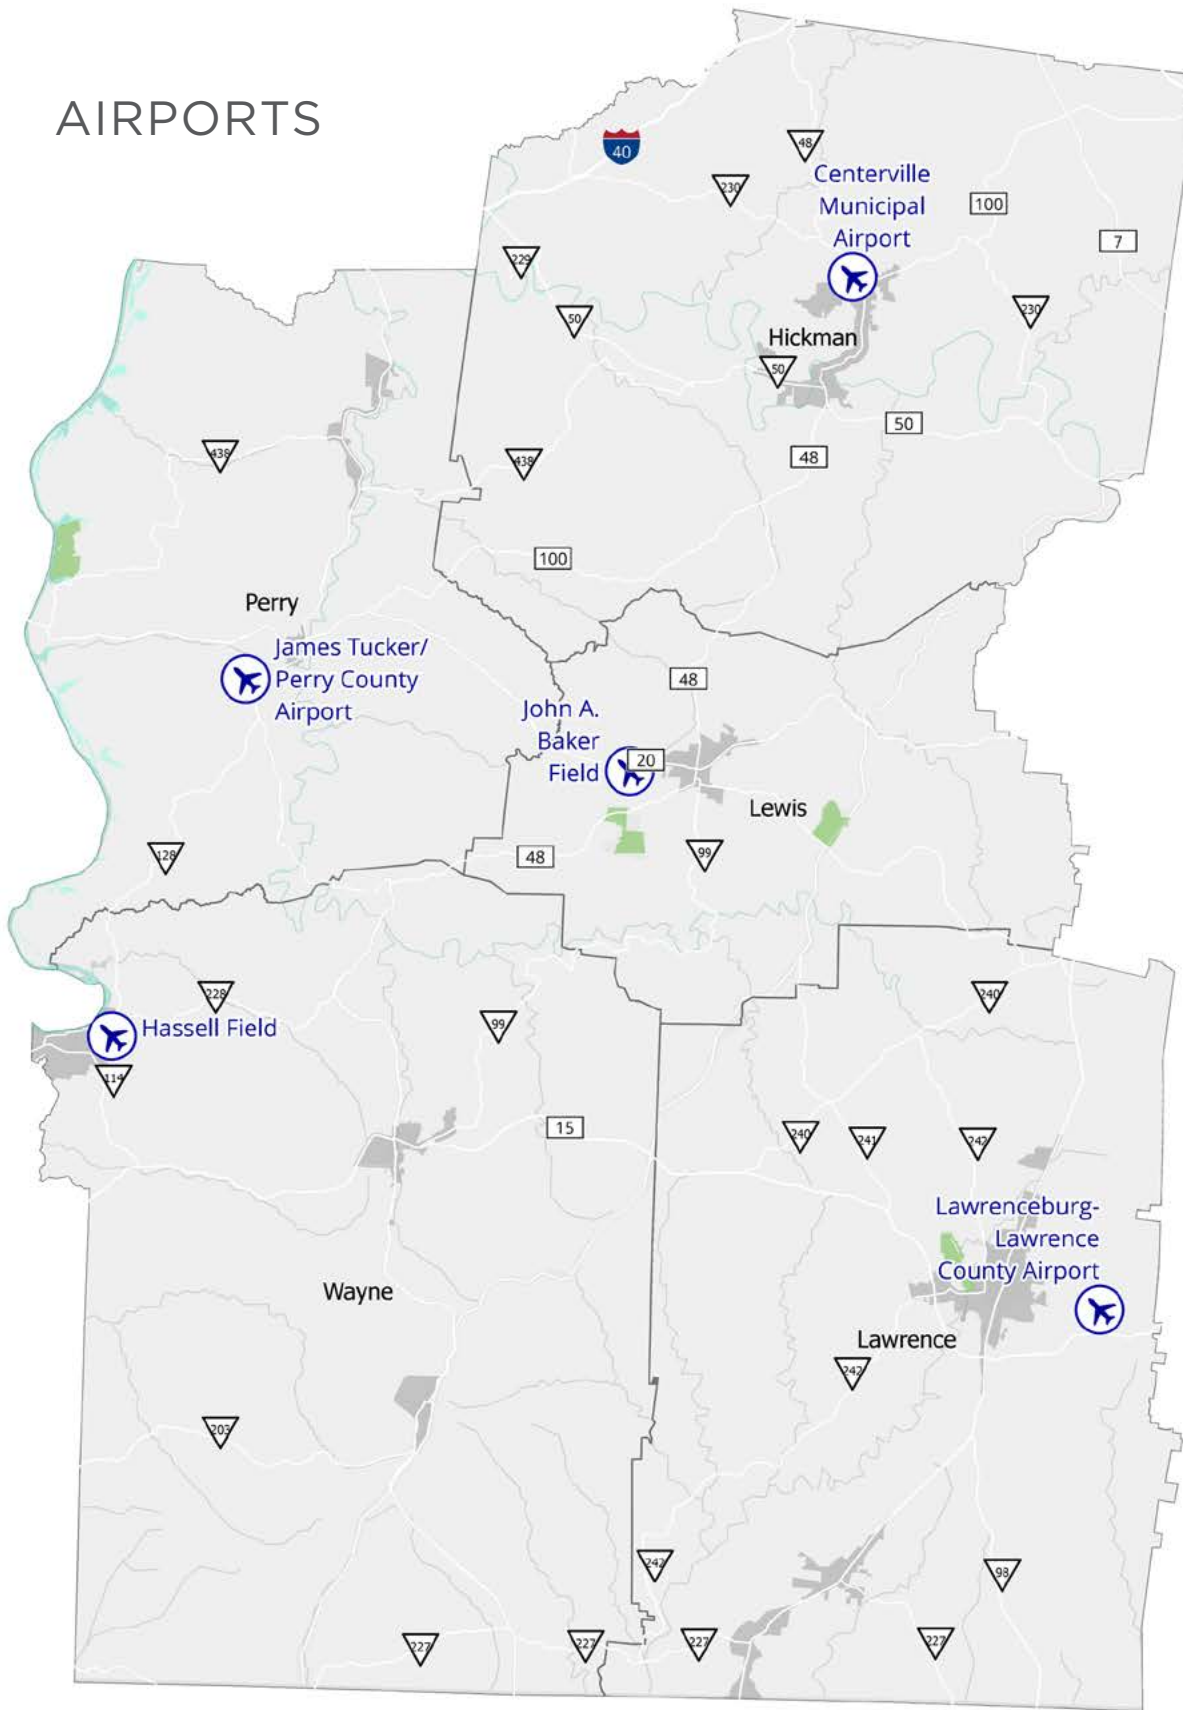 AIRPORTS
40
48
230
Centerville
Municipal
Airport
100
7
229
50
230
Hickman
50
50
48
438
438
100
Perry
James Tucker/
Perry County
Airport
48
John A.
Baker
Field
20
Lewis
128
48
99
228
240
Hassell Field
99
114
15
240
241
242
Lawrenceburg-
Lawrence
County Airport
Wayne
Lawrence
242
203
242
98
227
227
227
227